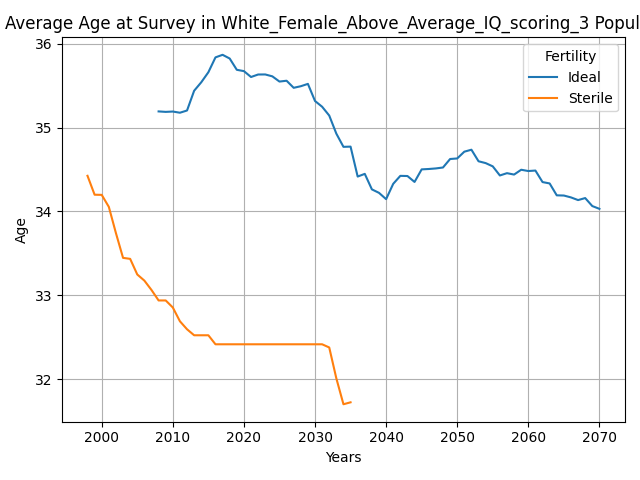 Average Age at Survey in White_Female_Above_Average_IQ_scoring_3 Popul
Fertility
Ideal
Sterile
36
35
34
33
32
Age
2000 2010 2020 2030 2040 2050 2060 2070
Years